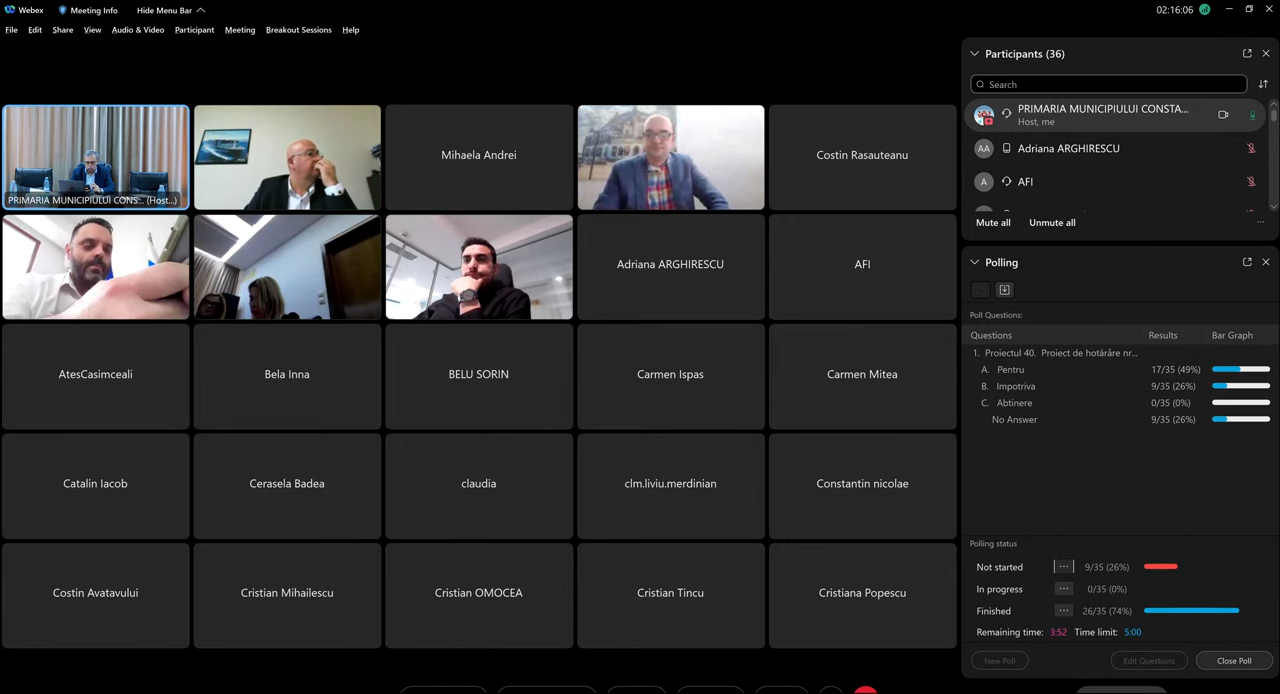 Webex Meeting Info Hide Menu Bar 02:16:06
File Edit Share View Audio & Video Participant Meeting Breakout Sessions Help
PRIMARIA MUNICIPIULUI CONS... (Host...)
Mihaela Andrei
Costin Rasauteanu
Adriana ARGHIRESCU
AFI
AtesCasimceali
Bela Inna
BELU SORIN
Carmen Ispas
Carmen Mitea
Catalin Iacob
Cerasela Badea
claudia
clm.liviu.merdinian
Constantin nicolae
Costin Avatavului
Cristian Mihailescu
Cristian OMOCEA
Cristian Tincu
Cristiana Popescu
Participants (36)
Search
PRIMARIA MUNICIPIULUI CONSTA...
Host, me
AA Adriana ARGHIRESCU
A AFI
Mute all Unmute all
Polling
Poll Questions:
Questions Results Bar Graph
1. Proiectul 40. Proiect de hotărâre nr...
A. Pentru 17/35 (49%)
B. Impotriva 9/35 (26%)
C. Abtinere 0/35 (0%)
No Answer 9/35 (26%)
Polling status
Not started 9/35 (26%)
In progress 0/35 (0%)
Finished 26/35 (74%)
Remaining time: 3:52 Time limit: 5:00
New Poll Edit Questions Close Poll